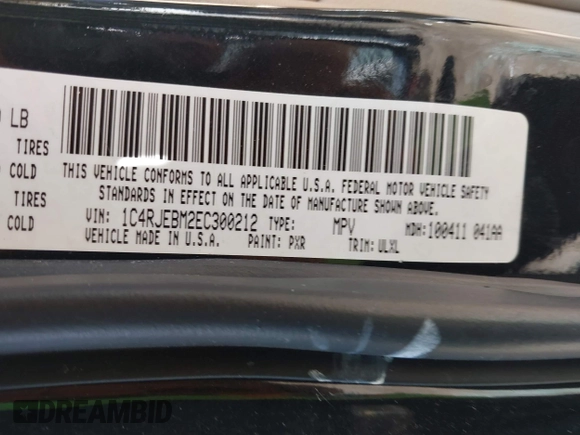 0 LB
TIRES
COLD
TIRES
COLD
THIS VEHICLE CONFORMS TO ALL APPLICABLE U.S.A. FEDERAL MOTOR VEHICLE SAFETY
STANDARDS IN EFFECT ON THE DATE OF MANUFACTURE SHOWN ABOVE.
VIN: 1C4RJEBM2EC300212 TYPE: MPV MDH:100411 041AA
VEHICLE MADE IN U.S.A. PAINT: PXR TRIM:ULXL
DREAMBID